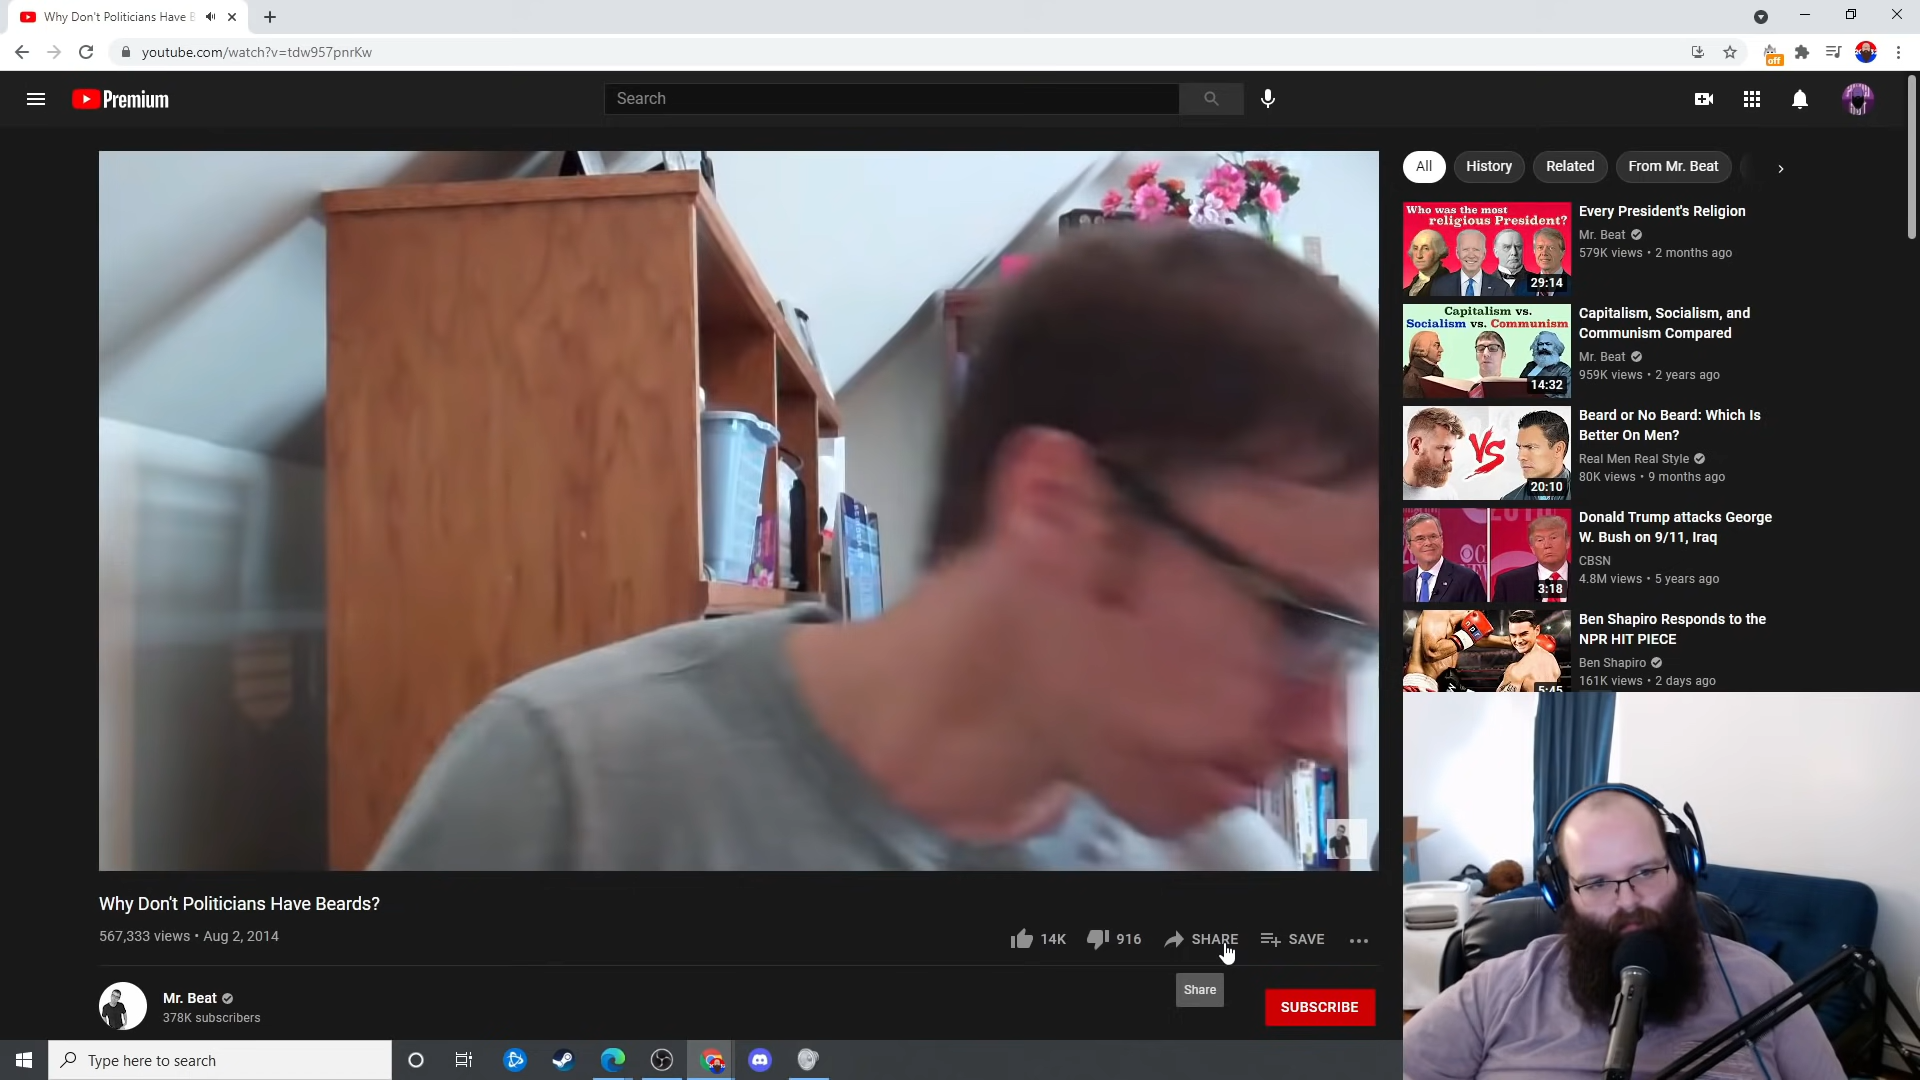 Why Don't Politicians Have B
youtube.com/watch?v=tdw957pnrKw
off
Premium
Search
All
History
Related
From Mr. Beat
Who was the most
religious President?
29:14
Every President's Religion
Mr. Beat
579K views • 2 months ago
Capitalism vs.
Socialism vs. Communism
14:32
Capitalism, Socialism, and
Communism Compared
Mr. Beat
959K views • 2 years ago
VS
20:10
Beard or No Beard: Which Is
Better On Men?
Real Men Real Style
80K views • 9 months ago
3:18
Donald Trump attacks George
W. Bush on 9/11, Iraq
CBSN
4.8M views • 5 years ago
npr
5:45
Ben Shapiro Responds to the
NPR HIT PIECE
Ben Shapiro
161K views • 2 days ago
Why Don't Politicians Have Beards?
567,333 views • Aug 2, 2014
14K
916
SHARE
SAVE
Share
Mr. Beat
378K subscribers
SUBSCRIBE
Type here to search